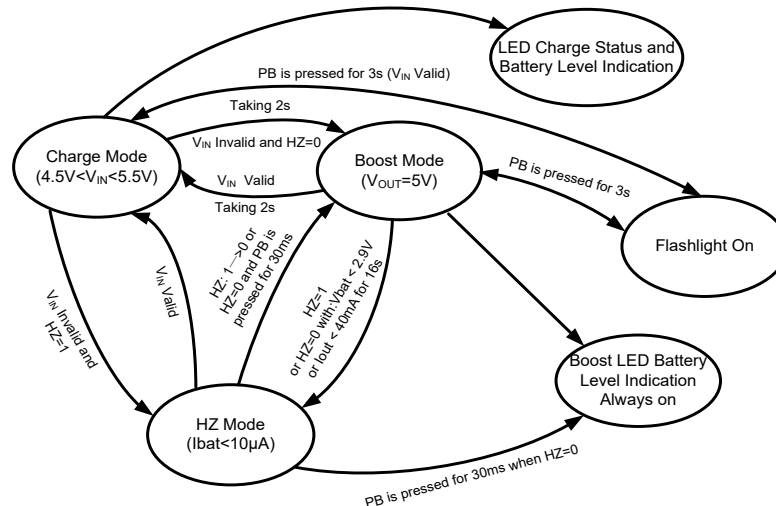 LED Charge Status and
Battery Level Indication
PB is pressed for 3s (VIN Valid)
Taking 2s
VIN Invalid and HZ=0
Charge Mode
(4.5V<VIN<5.5V)
Boost Mode
(VOUT=5V)
VIN Valid
Taking 2s
PB is pressed for 3s
Flashlight On
VIN Invalid and
HZ=1
VIN Valid
HZ: 1—>0 or
HZ=0 and PB is
pressed for 30ms
HZ=1
or HZ=0 with:Vbat < 2.9V
or Iout < 40mA for 16s
Boost LED Battery
Level Indication
Always on
HZ Mode
(Ibat<10μA)
PB is pressed for 30ms when HZ=0